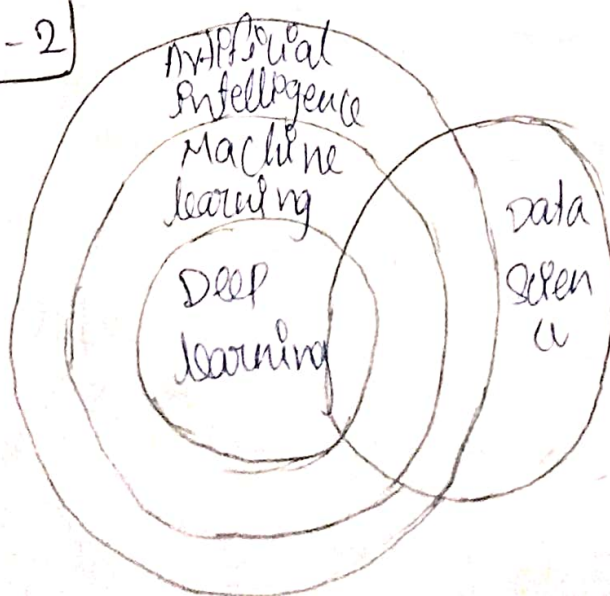 -2
Artificial
Intelligence
Machine
learning
Deep
learning
Data
Scien
ce